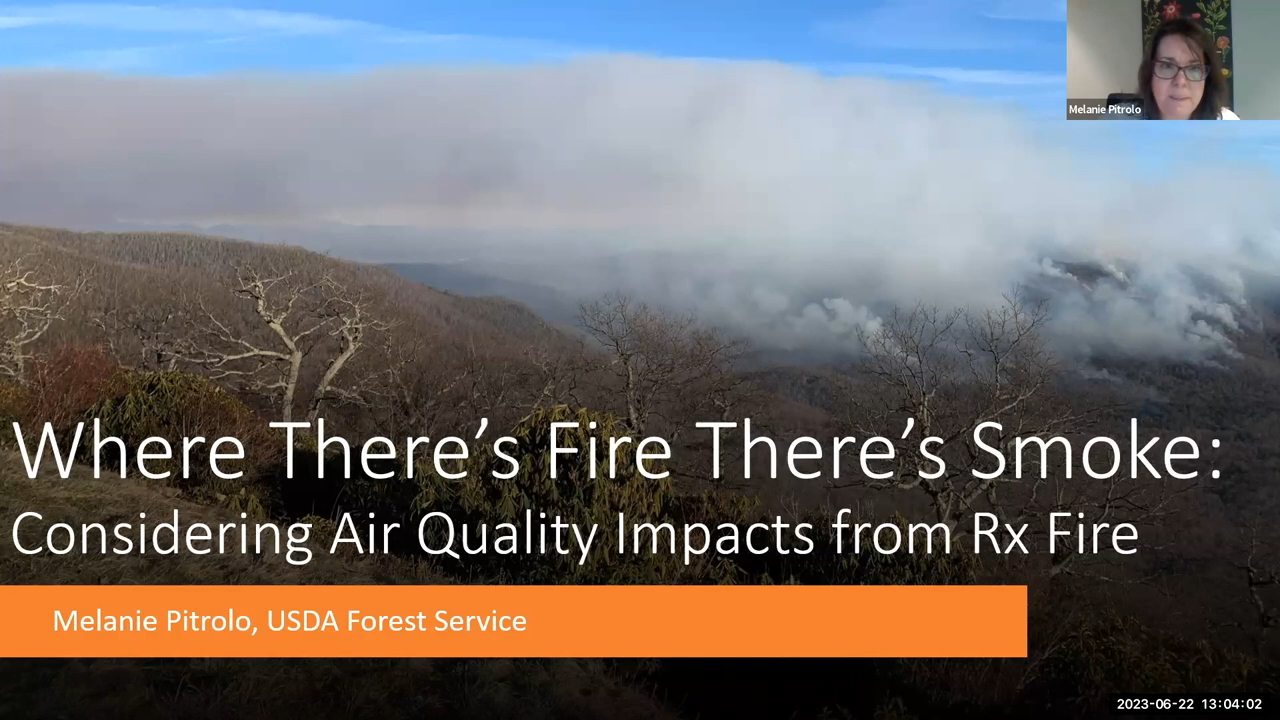 Melanie Pitrolo
Where There’s Fire There’s Smoke:
Considering Air Quality Impacts from Rx Fire
Melanie Pitrolo, USDA Forest Service
2023-06-22 13:04:02